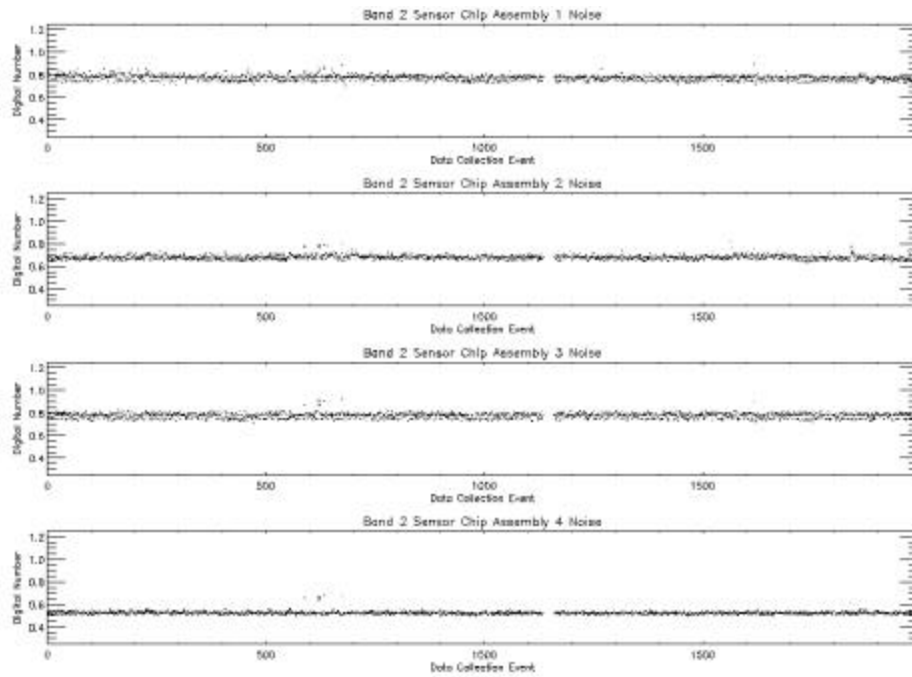 Band 2 Sensor Chip Assembly 1 Noise
1.2
1.0
0.8
0.6
0.4
Digital Number
0 500 1000 1500
Data Collection Event
Band 2 Sensor Chip Assembly 2 Noise
1.2
1.0
0.8
0.6
0.4
Digital Number
0 500 1000 1500
Data Collection Event
Band 2 Sensor Chip Assembly 3 Noise
1.2
1.0
0.8
0.6
0.4
Digital Number
0 500 1000 1500
Data Collection Event
Band 2 Sensor Chip Assembly 4 Noise
1.2
1.0
0.8
0.6
0.4
Digital Number
0 500 1000 1500
Data Collection Event